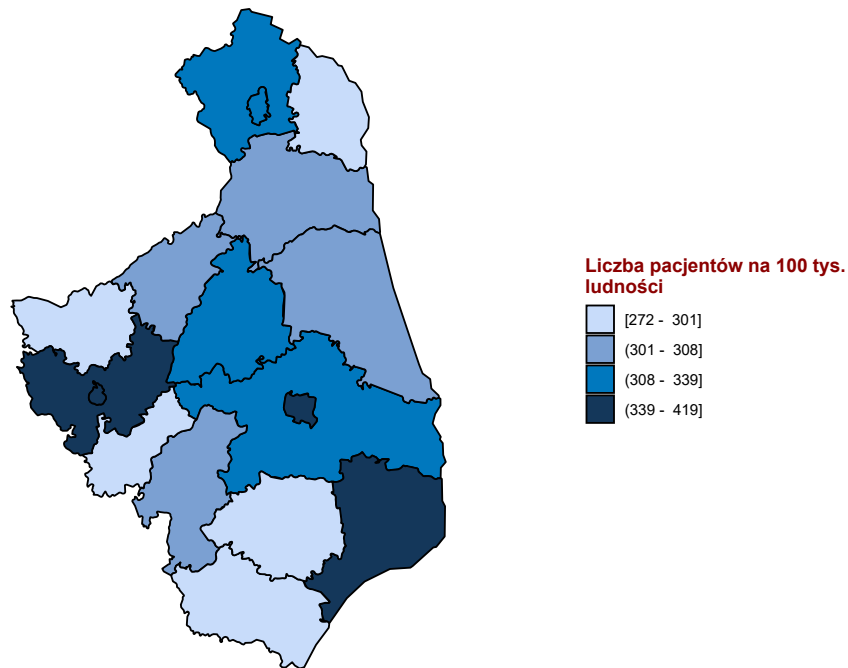 Liczba pacjentów na 100 tys.
ludności
[272 - 301]
(301 - 308]
(308 - 339]
(339 - 419]